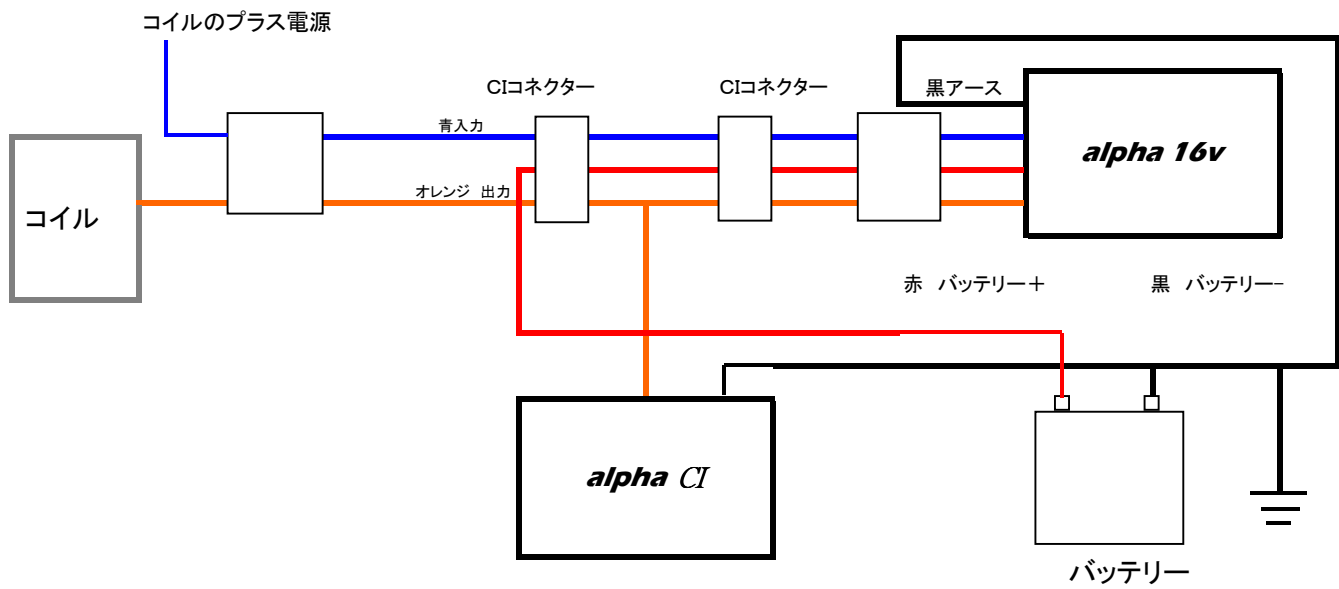 コイルのプラス電源
CIコネクター
CIコネクター
黒アース
青入力
alpha 16v
オレンジ 出力
コイル
赤 バッテリー＋
黒 バッテリー−
alpha CI
バッテリー